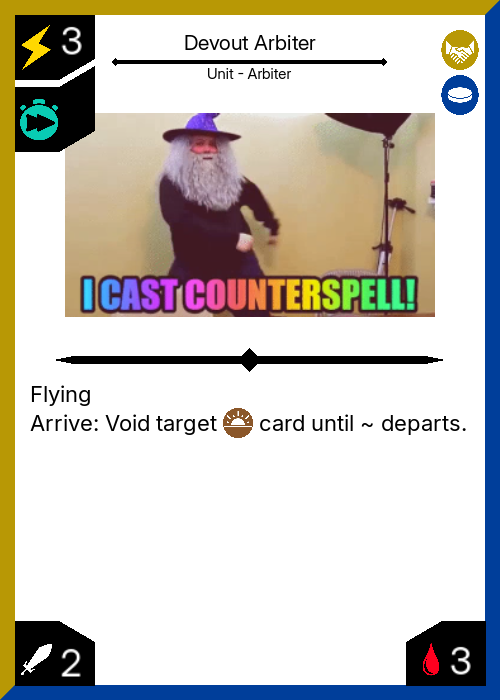 3
Devout Arbiter
Unit - Arbiter
I CAST COUNTERSPELL!
Flying
Arrive: Void target card until ~ departs.
2
3